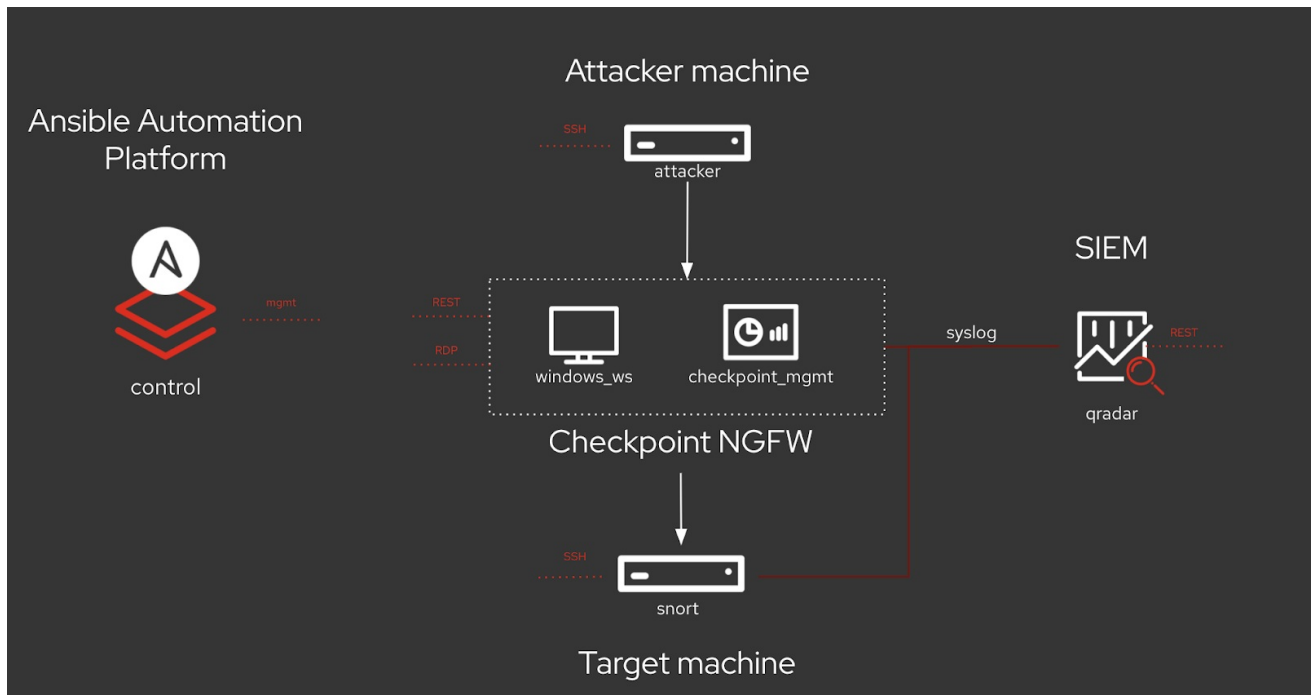 Attacker machine
Ansible Automation
Platform
SSH
attacker
SIEM
mgmt
REST
RDP
windows_ws
checkpoint_mgmt
syslog
REST
control
qradar
Checkpoint NGFW
SSH
snort
Target machine